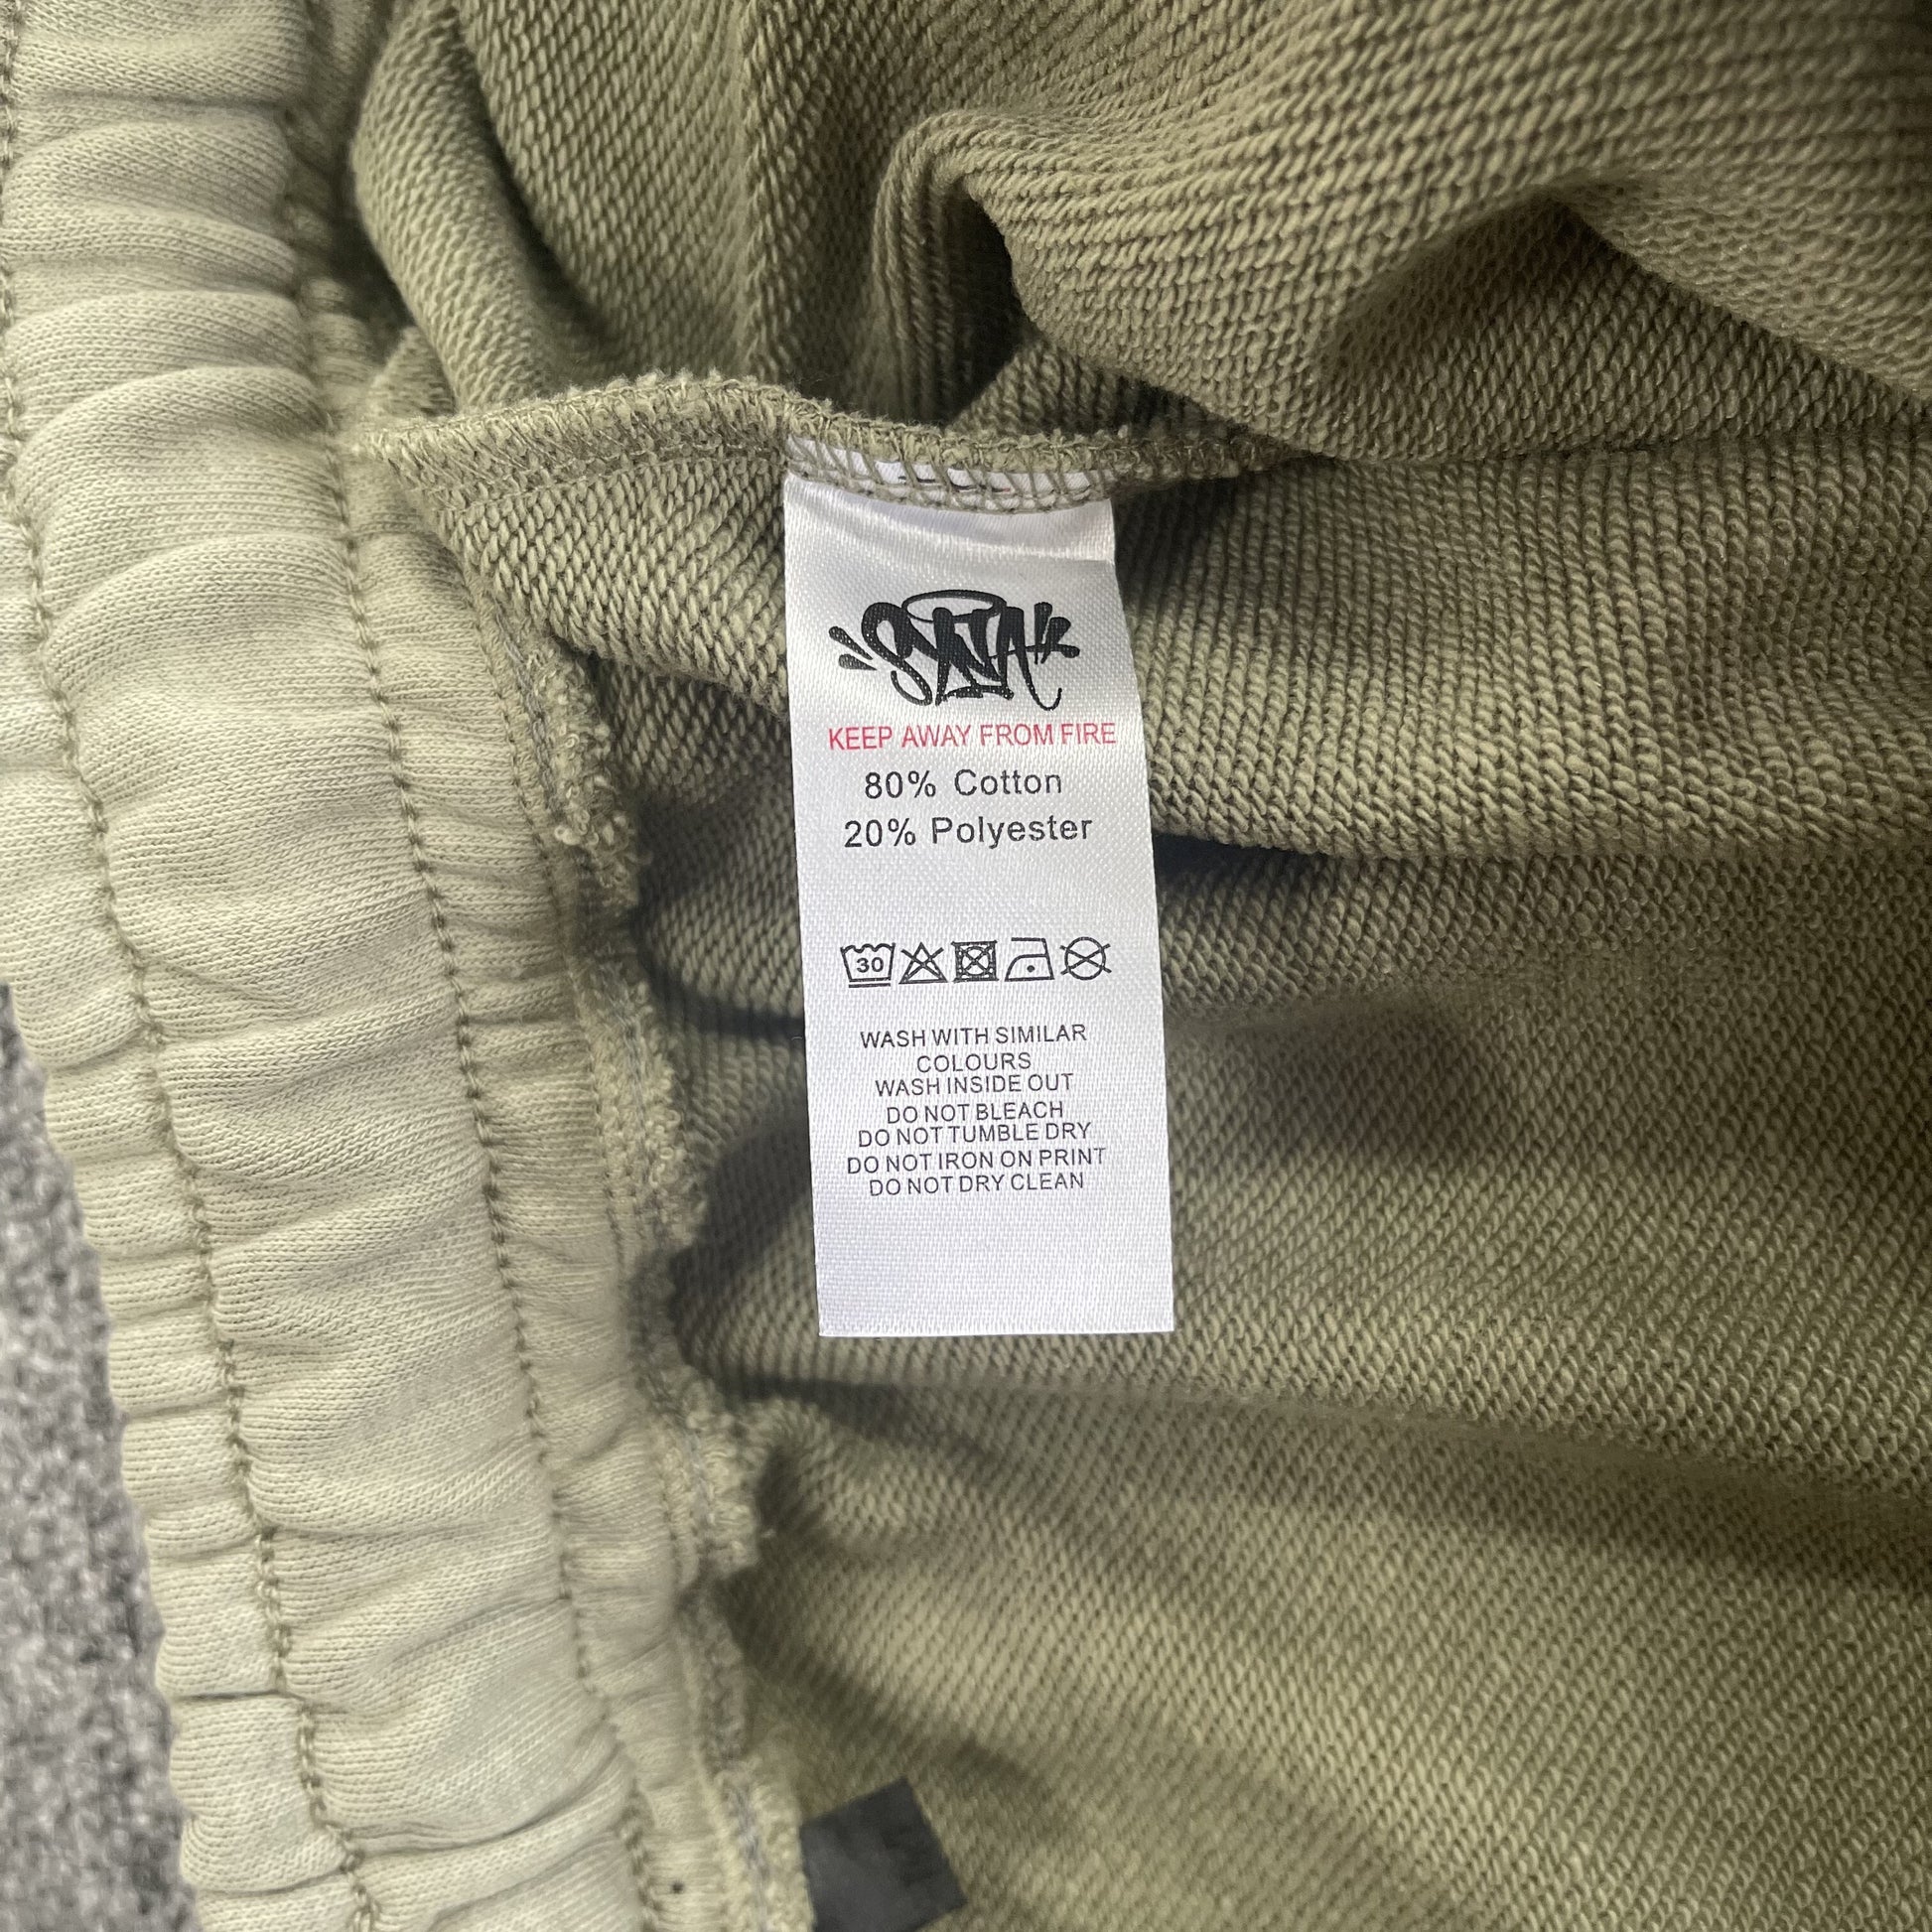 SYNA
KEEP AWAY FROM FIRE
80% Cotton
20% Polyester
30
WASH WITH SIMILAR
COLOURS
WASH INSIDE OUT
DO NOT BLEACH
DO NOT TUMBLE DRY
DO NOT IRON ON PRINT
DO NOT DRY CLEAN